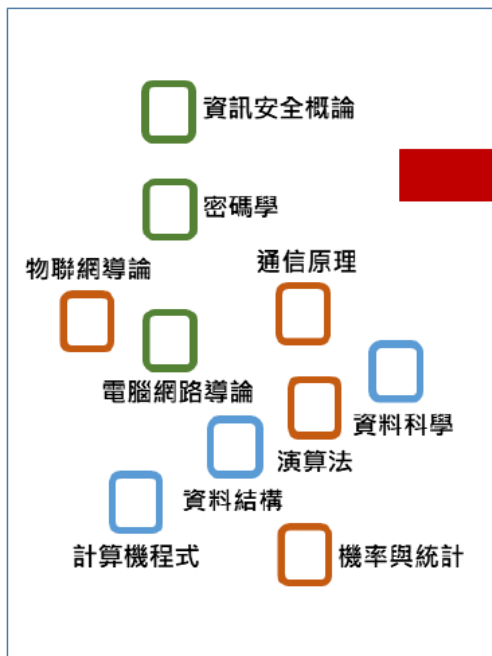 資訊安全概論
密碼學
物聯網導論
通信原理
電腦網路導論
資料科學
演算法
資料結構
計算機程式
機率與統計